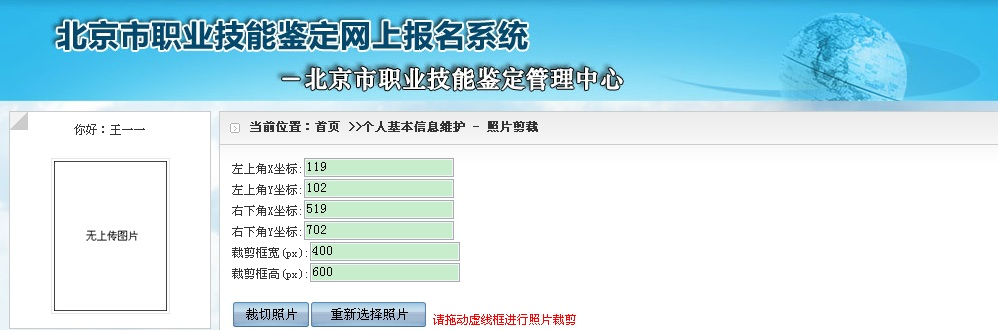 北京市职业技能鉴定网上报名系统
－北京市职业技能鉴定管理中心
你好：王一一
无上传图片
当前位置：首页 >>个人基本信息维护 - 照片剪裁
左上角X坐标: 119
左上角Y坐标: 102
右下角X坐标: 519
右下角Y坐标: 702
裁剪框宽(px): 400
裁剪框高(px): 600
裁切照片 重新选择照片 请拖动虚线框进行照片裁剪